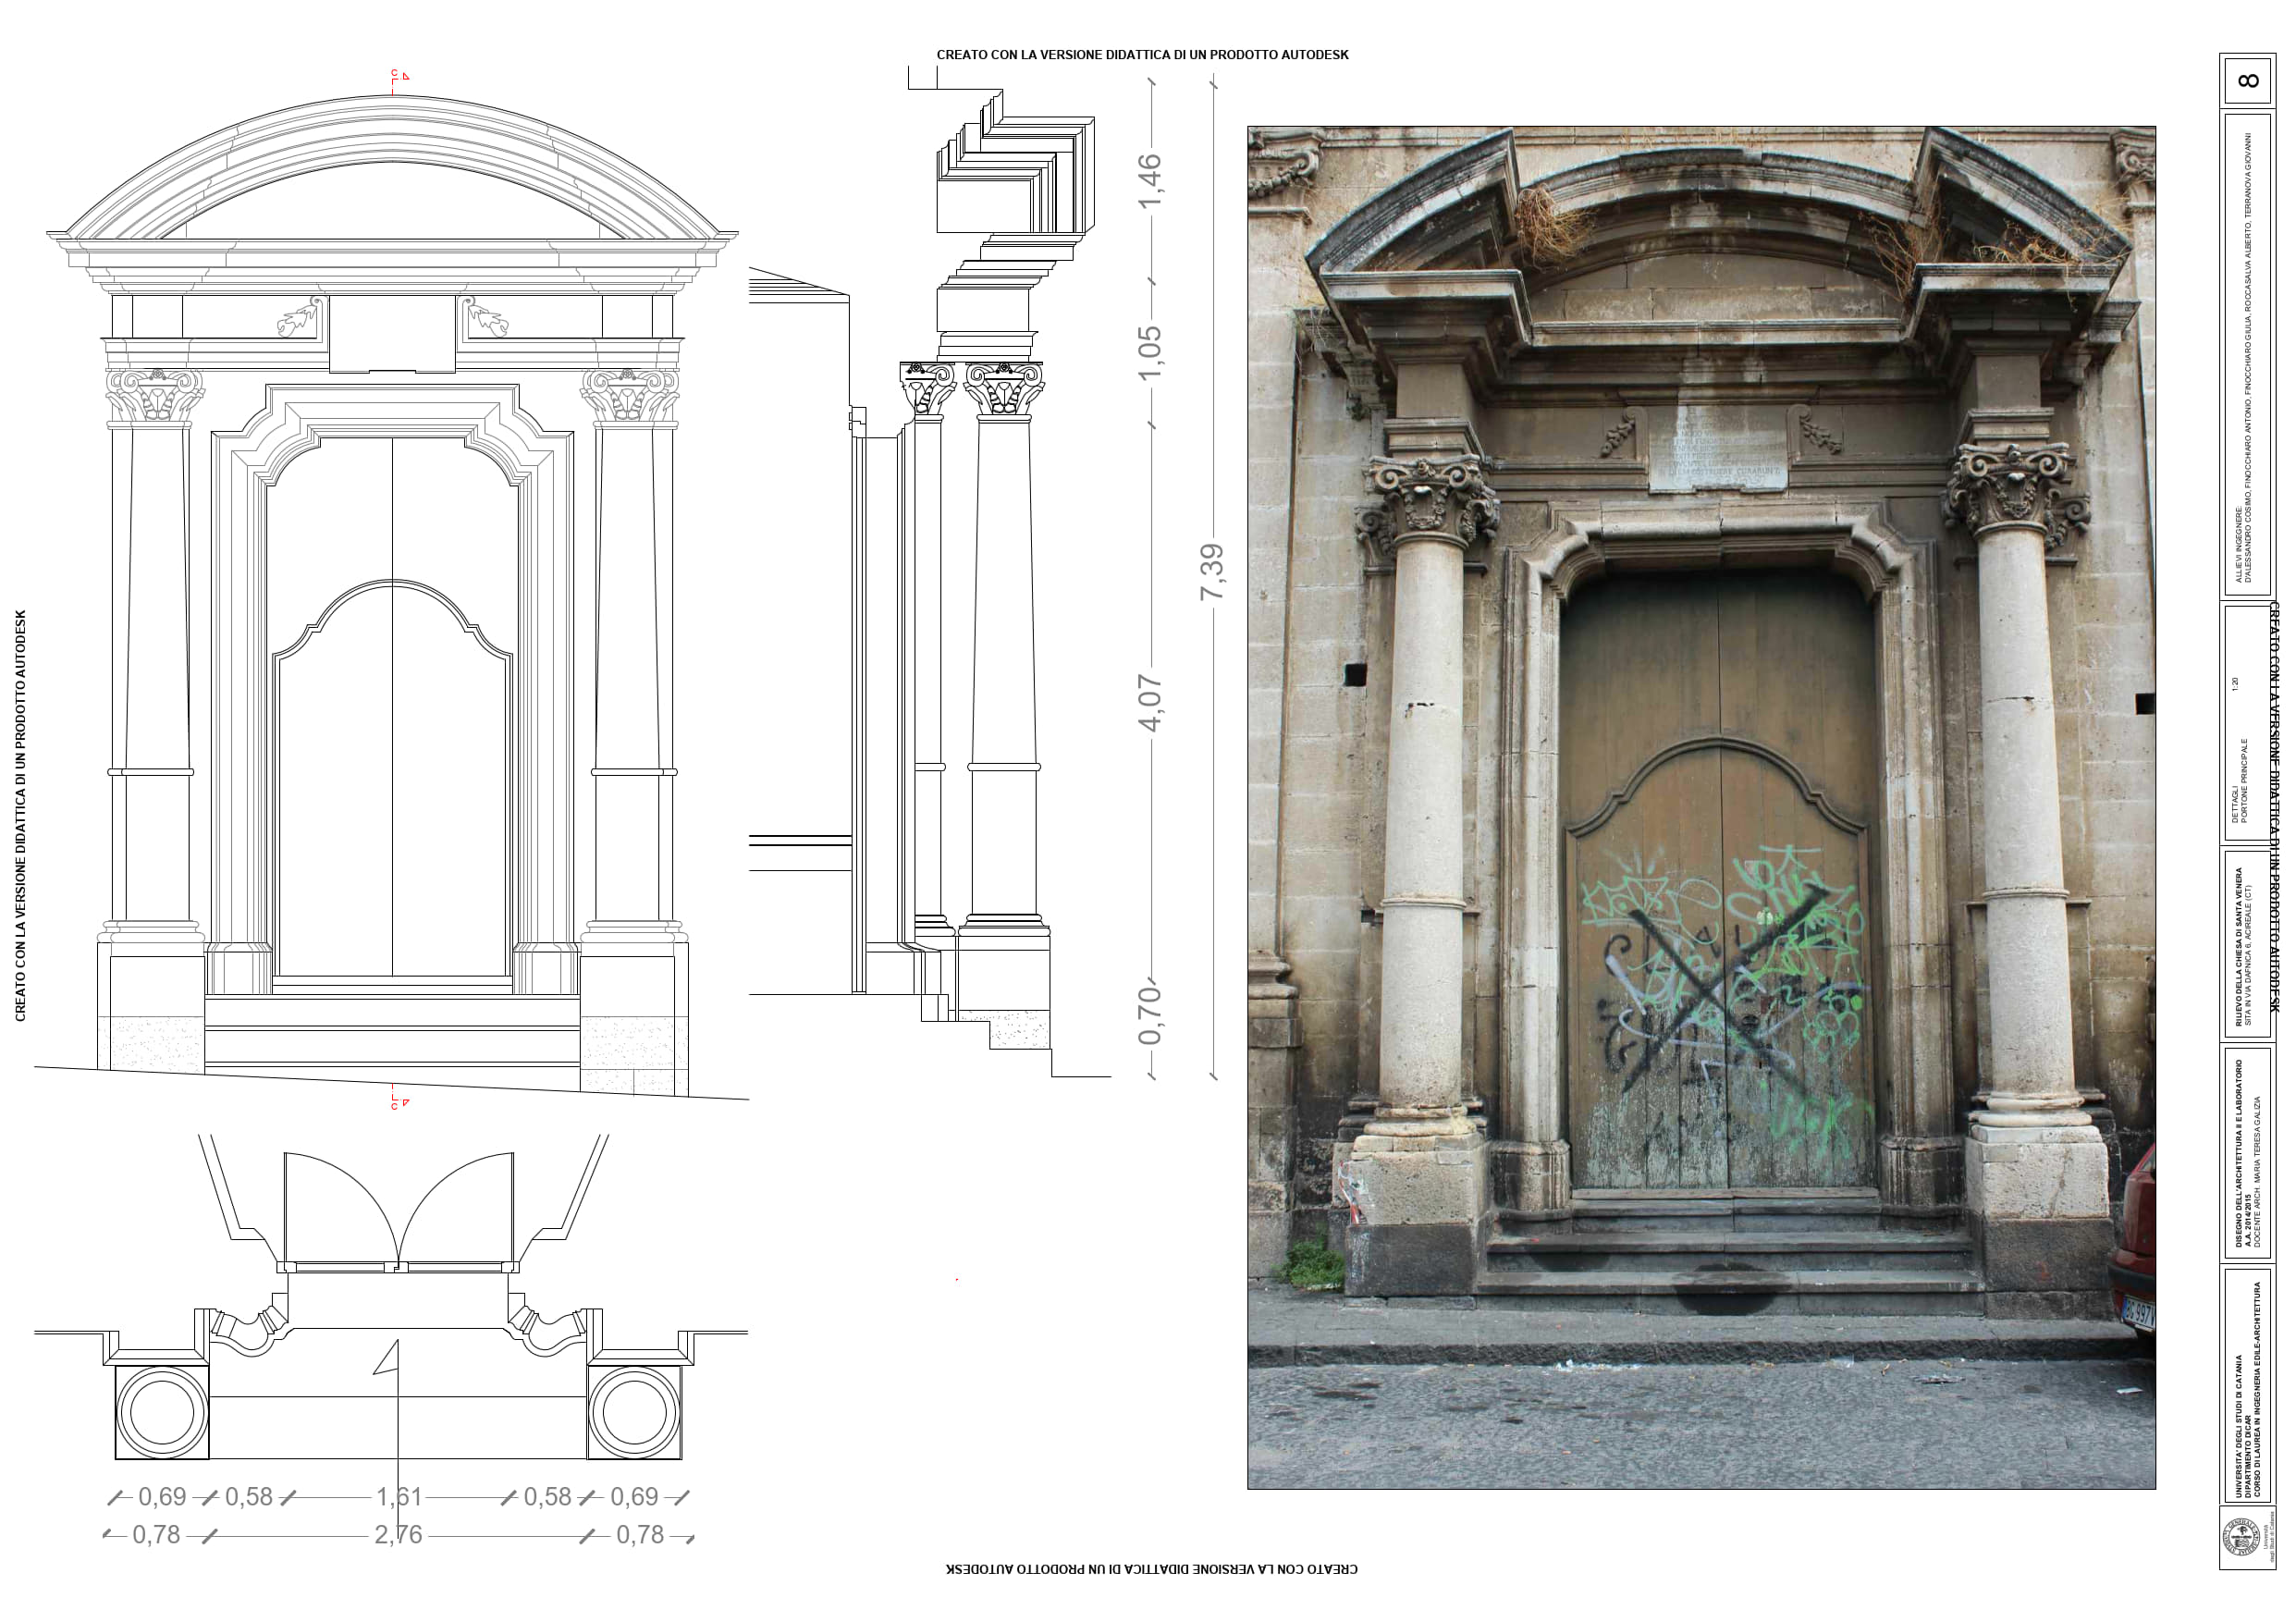 CREATO CON LA VERSIONE DIDATTICA DI UN PRODOTTO AUTODESK
CREATO CON LA VERSIONE DIDATTICA DI UN PRODOTTO AUTODESK
C
C
1,46
1,05
4,07
0,70
7,39
0,69
0,58
1,61
0,58
0,69
0,78
2,76
0,78
8
ALLIEVI INGEGNERE:
D'ALESSANDRO COSIMO, FINOCCHIARO ANTONIO, FINOCCHIARO GIULIA, ROCCASALVA ALBERTO, TERRANOVA GIOVANNI
DETTAGLI
PORTONE PRINCIPALE
1:20
RILIEVO DELLA CHIESA DI SANTA VENERA
SITA IN VIA DAFNICA 6, ACIREALE (CT)
DISEGNO DELL'ARCHITETTURA II E LABORATORIO
A.A. 2014/2015
DOCENTE ARCH. MARIA TERESA GALIZIA
UNIVERSITA' DEGLI STUDI DI CATANIA
DIPARTIMENTO DICAR
CORSO DI LAUREA IN INGEGNERIA EDILE-ARCHITETTURA
Università
degli Studi di Catania
CREATO CON LA VERSIONE DIDATTICA DI UN PRODOTTO AUTODESK
CREATO CON LA VERSIONE DIDATTICA DI UN PRODOTTO AUTODESK